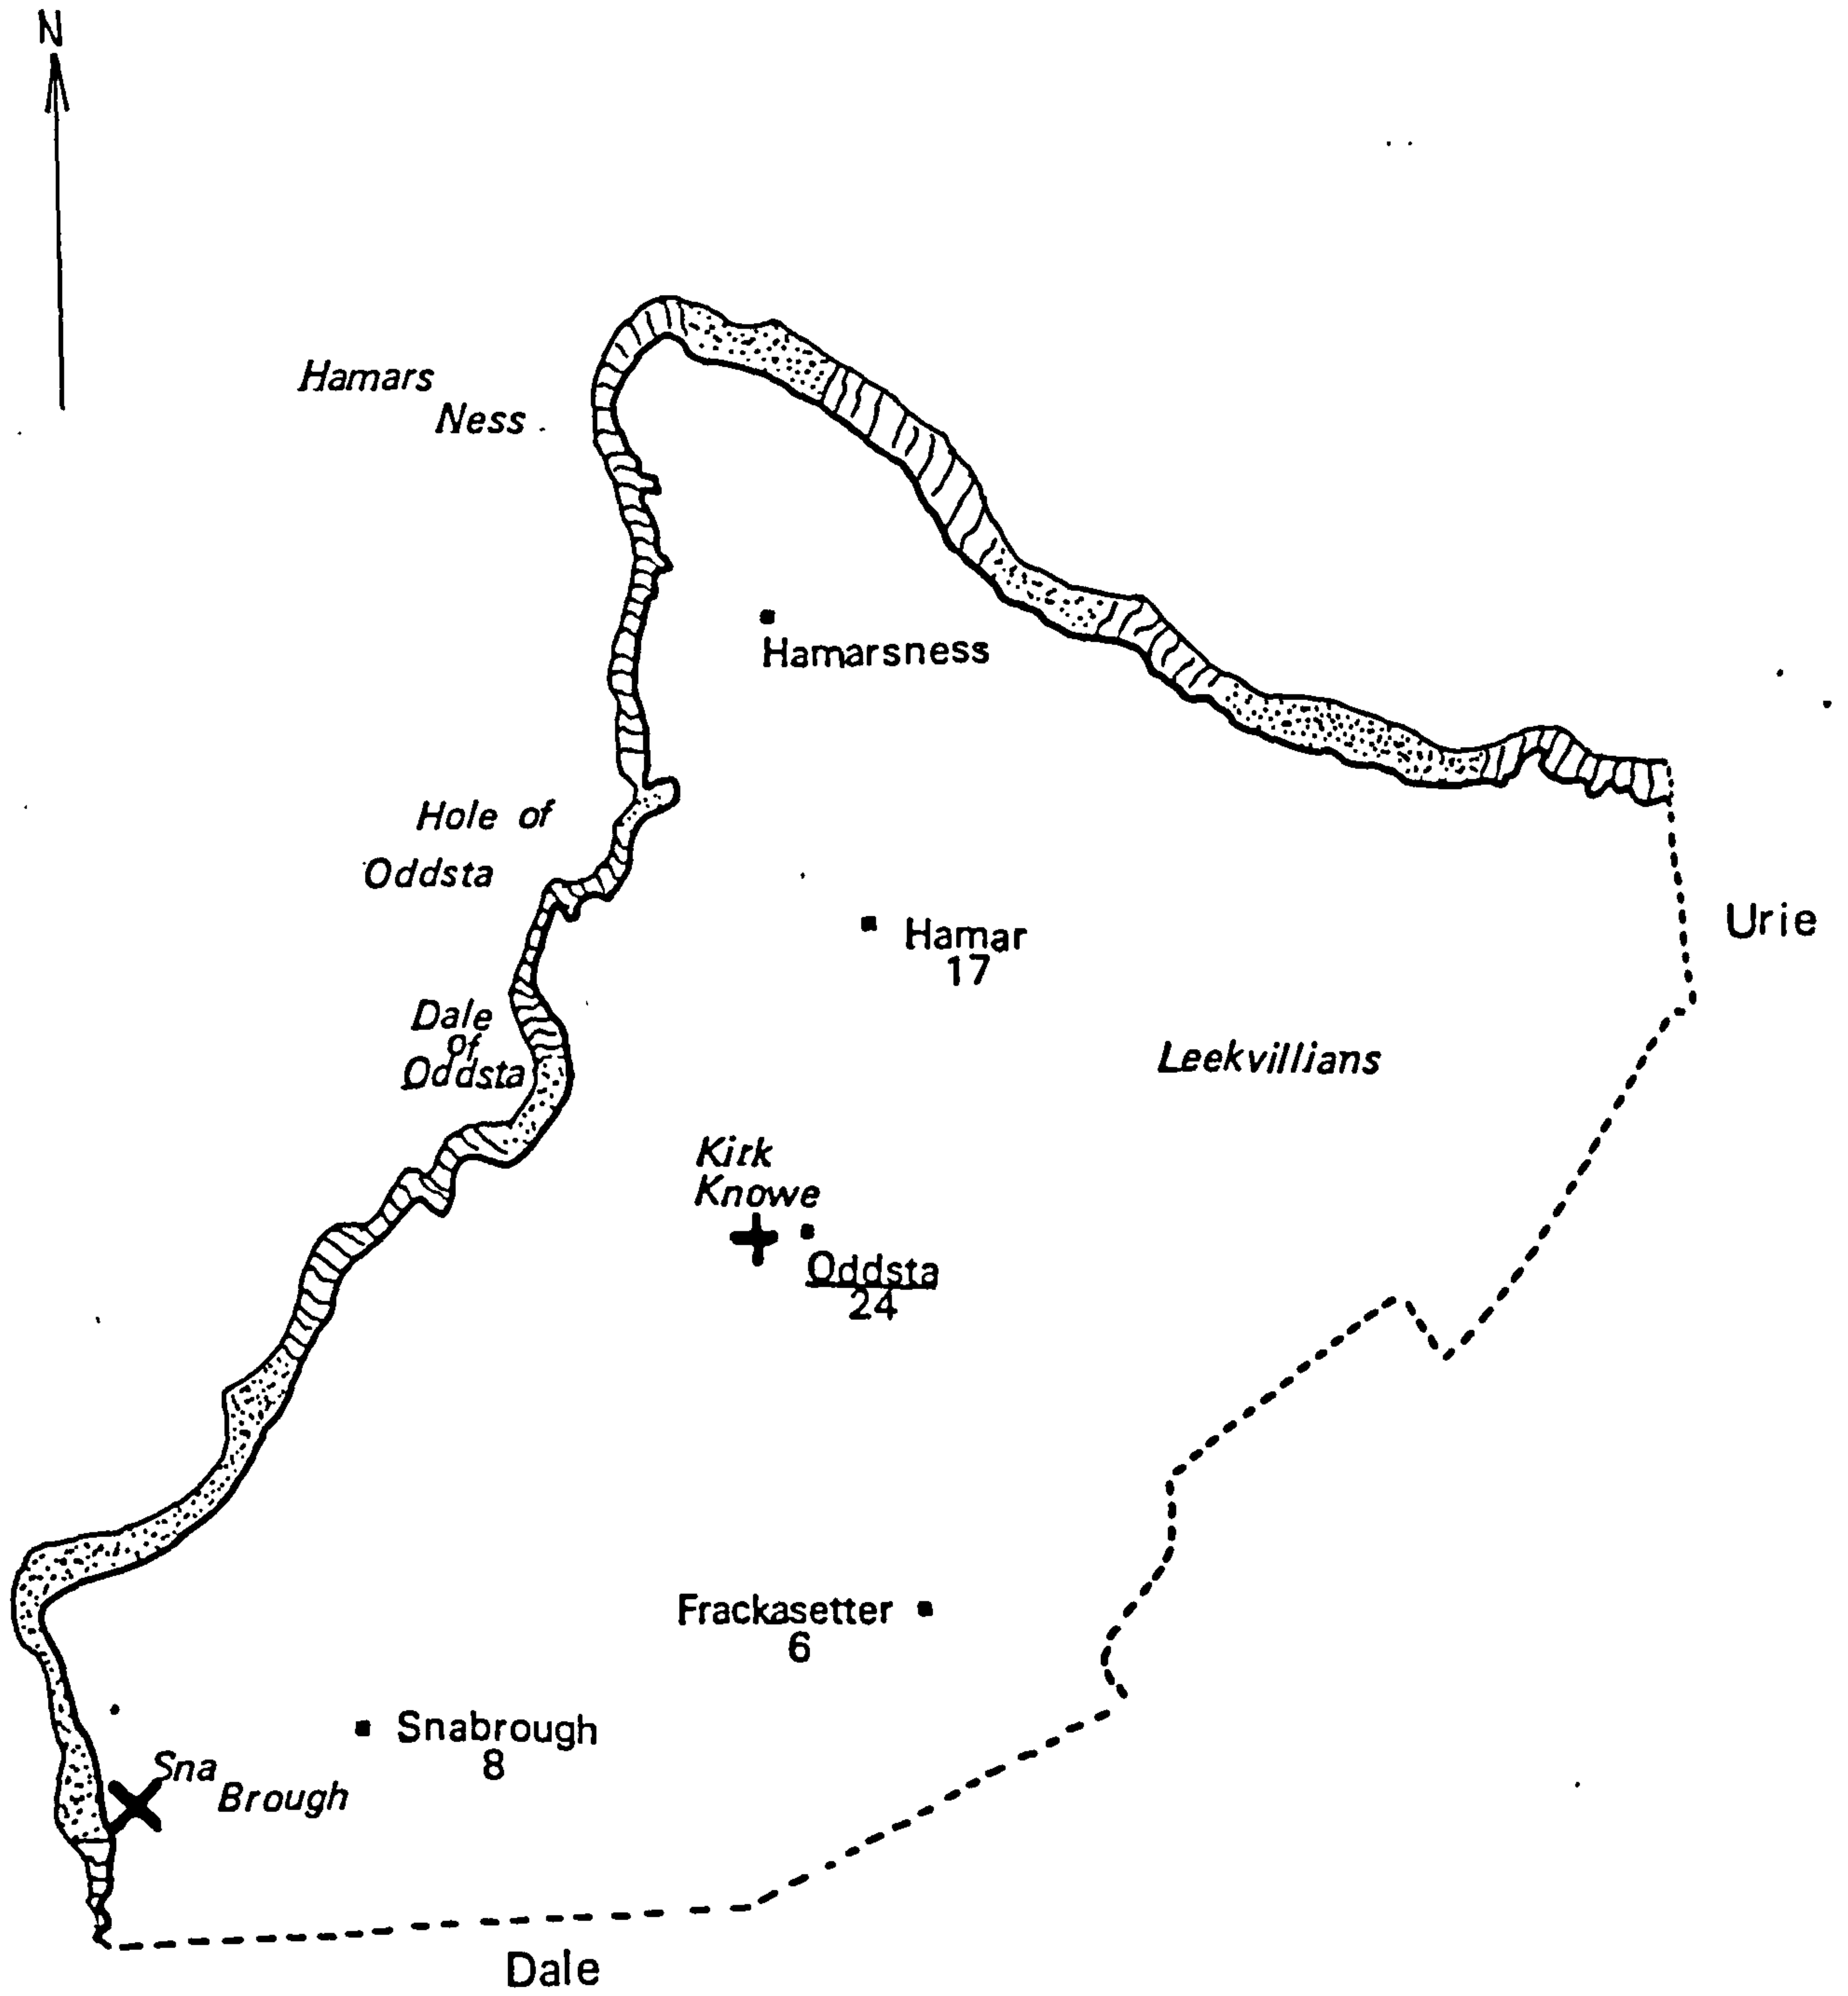 N
Hamars
Ness
Hamarsness
Hole of
Oddsta
Hamar
17
Urie
Dale
of
Oddsta
Leekvillians
Kirk
Knowe
Oddsta
24
Frackasetter
6
Snabrough
8
Sna
Brough
Dale